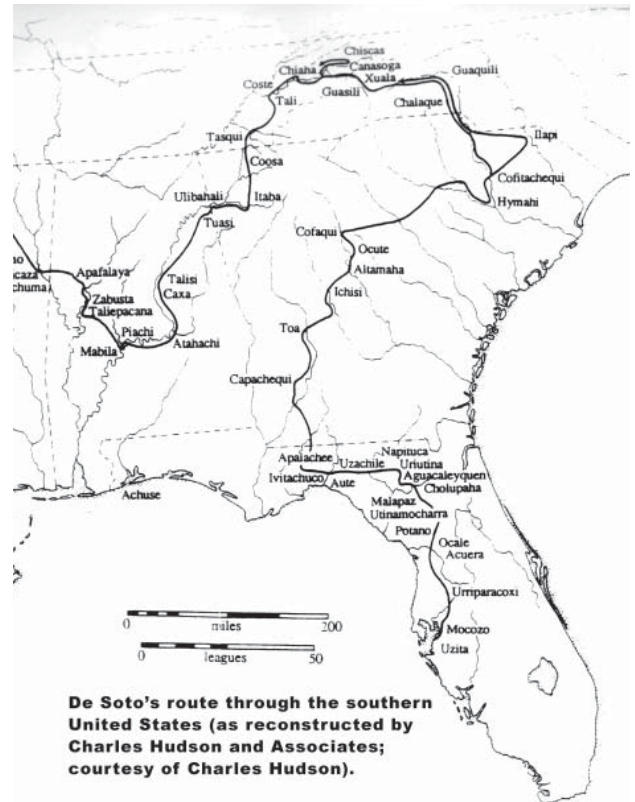 Chiscas
Canasoga
Chiaha
Xuala
Guaquili
Coste
Guasili
Tali
Chalaque
Tasqui
Ilapi
Coosa
Cofitachequi
Ulibahali
Itaba
Hymahi
Tuasi
Cofaqui
Ocute
Apafalaya
Talisi
Altamaha
caza
chuma)
Caxa
Ichisi
Zabusta
Taliepacana
Piachi
Toa
Mabila
Atahachi
Capachequi
Apalachee
Napituca
Uzachile
Uriutina
Ivitachuco
Aguacaleyquen
Aute
Cholupaha
Achuse
Malapaz
Utinamocharra
Potano
Ocale
Acuera
Urriparacoxi
0 miles 200
Mocozo
0 leagues 50
Uzita
De Soto's route through the southern
United States (as reconstructed by
Charles Hudson and Associates;
courtesy of Charles Hudson).